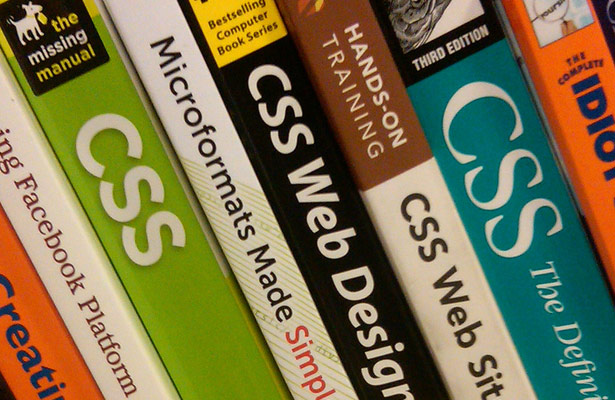 Creatin
ing Facebook Platform
the
missing
manual
CSS
Microformats Made Simpl
Bestselling
Computer
Book Series
CSS Web Design
HANDS-ON
TRAINING
CSS Web Sit
THIRD EDITION
CSS
The Defini
THE
COMPLETE
IDIOT